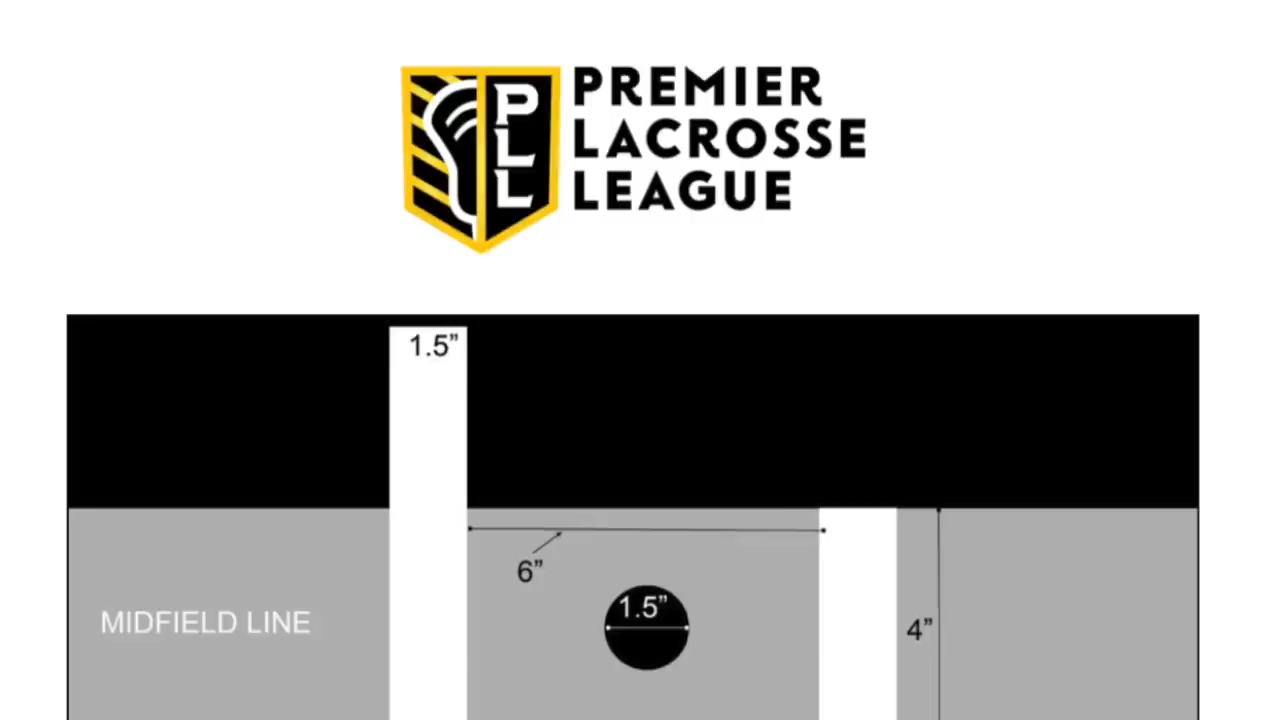 PLL
PREMIER
LACROSSE
LEAGUE
1.5”
6”
1.5”
MIDFIELD LINE
4”